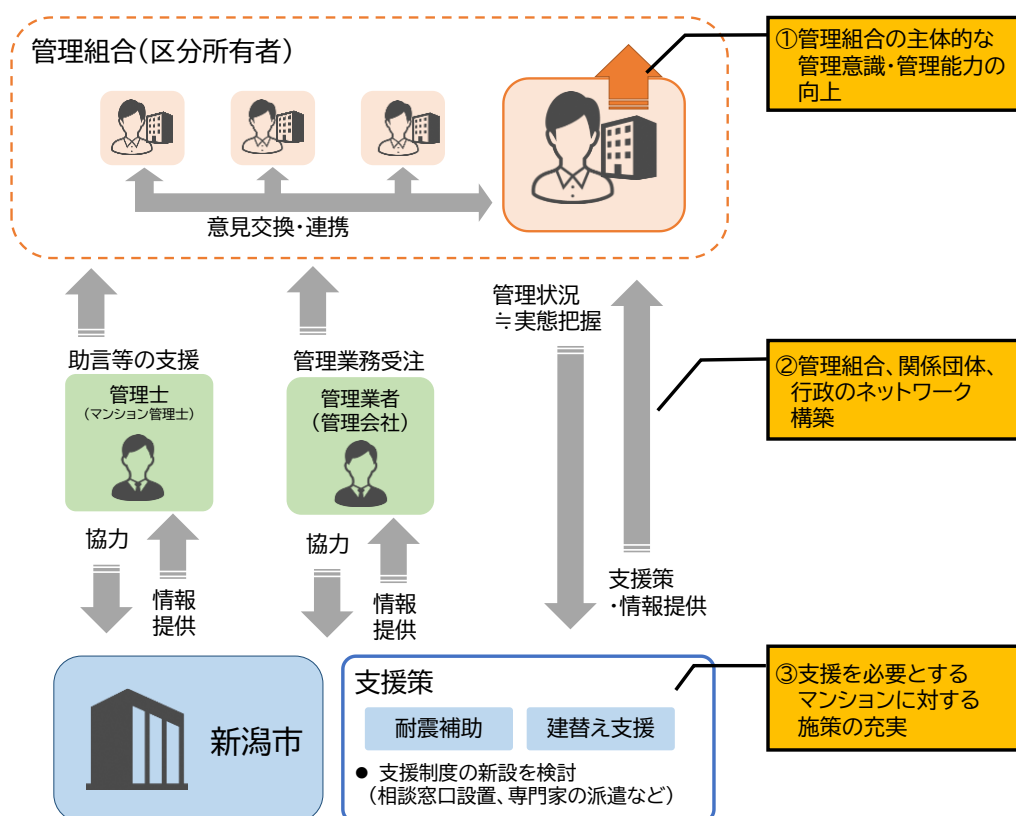 管理組合(区分所有者)
①管理組合の主体的な
管理意識・管理能力の
向上
意見交換・連携
管理状況
≒実態把握
助言等の支援
管理業務受注
管理士
(マンション管理士)
管理業者
(管理会社)
②管理組合、関係団体、
行政のネットワーク
構築
協力
情報
提供
協力
情報
提供
支援策
・情報提供
新潟市
支援策
耐震補助
建替え支援
● 支援制度の新設を検討
(相談窓口設置、専門家の派遣など)
③支援を必要とする
マンションに対する
施策の充実